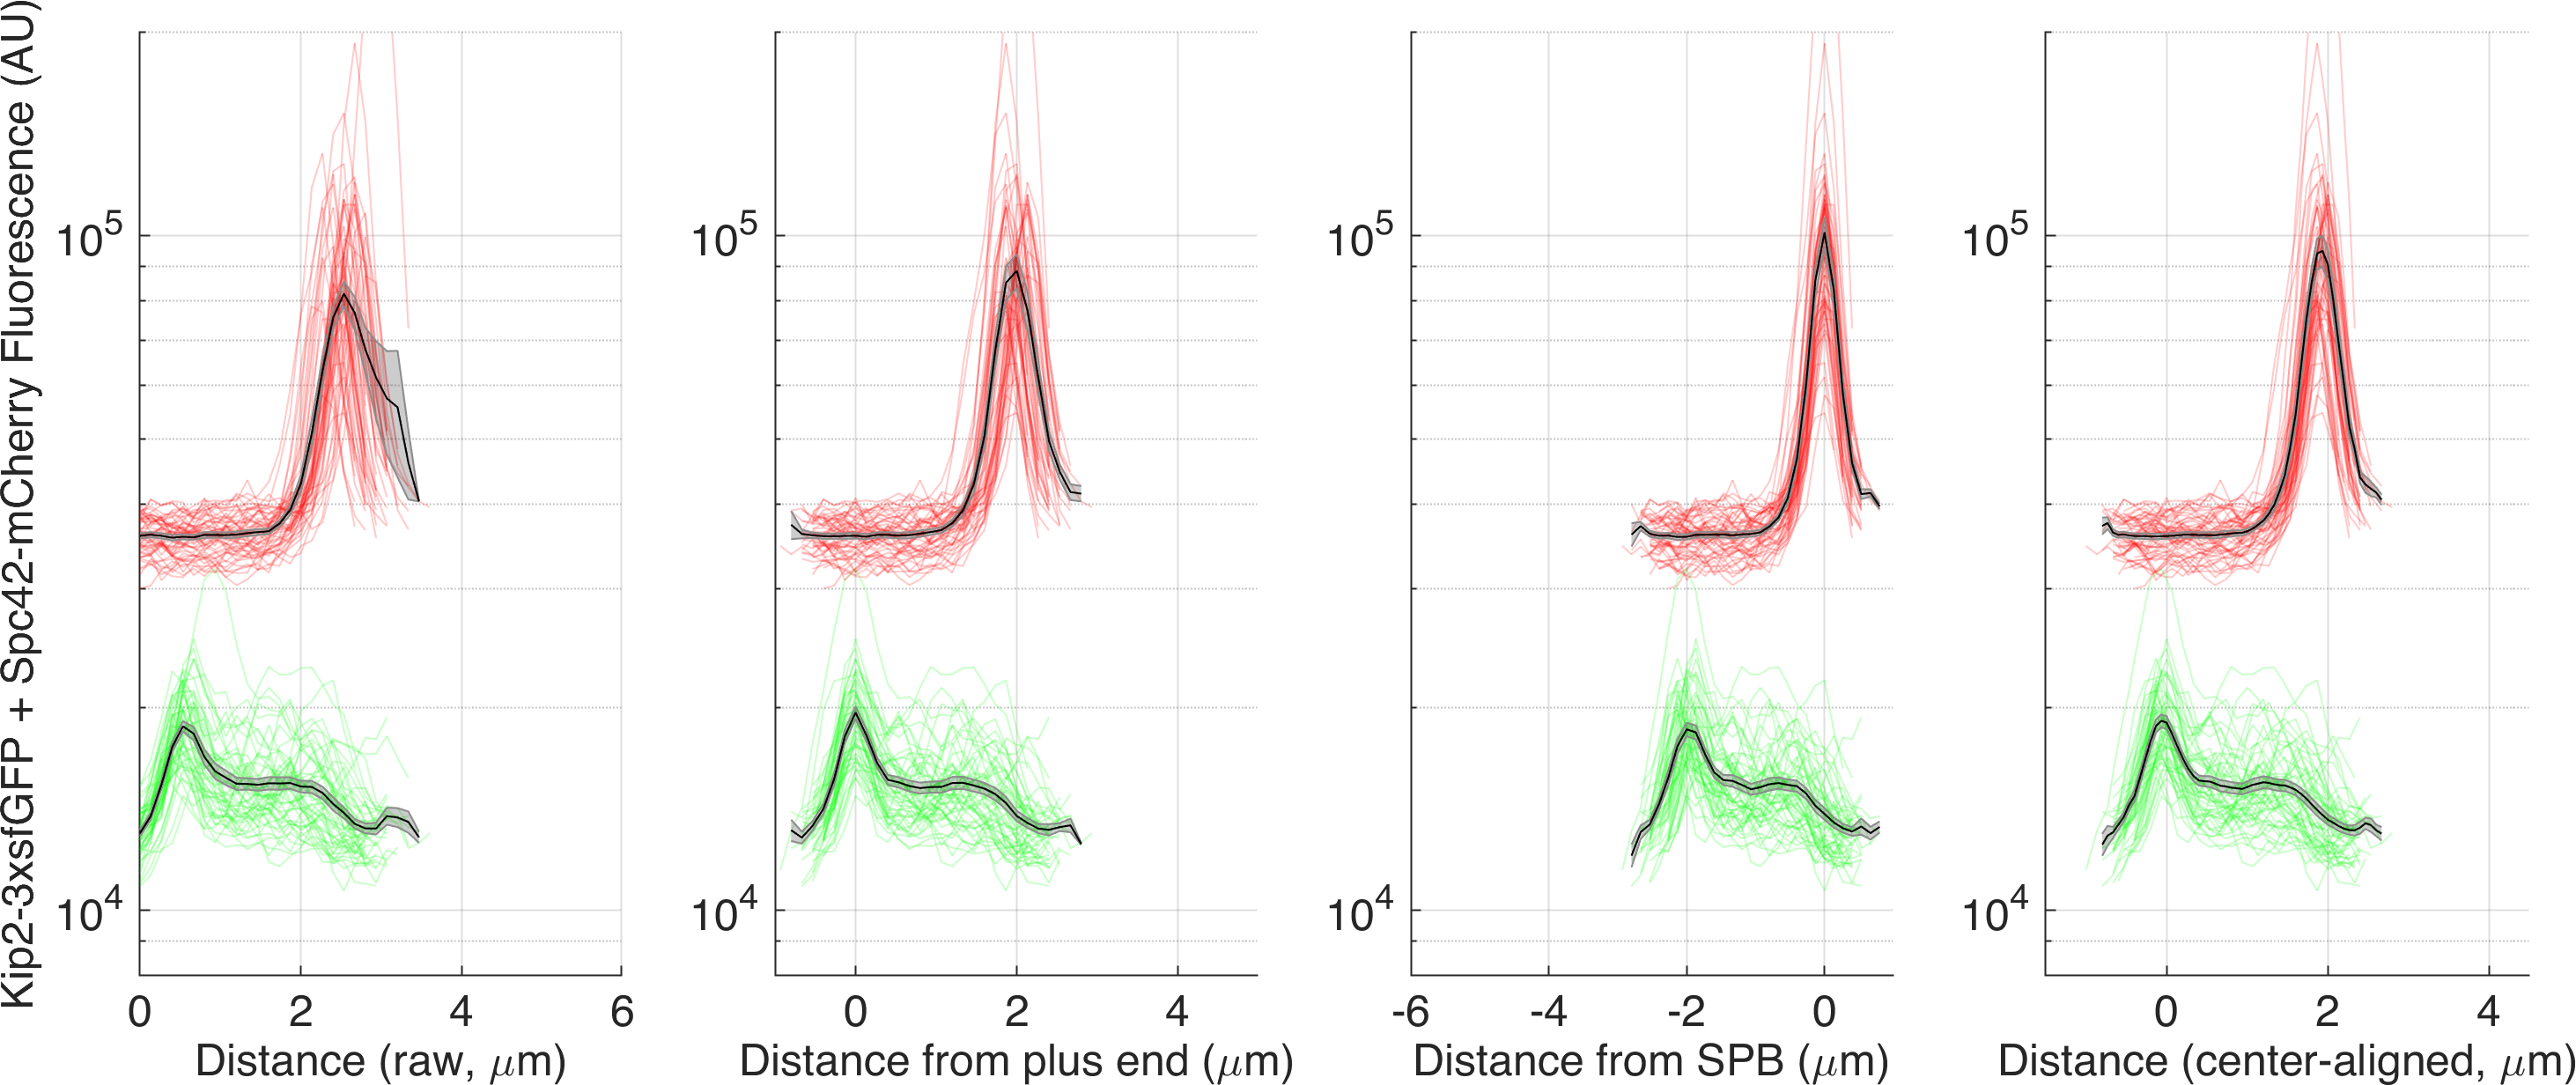 Kip2-3xsfGFP + Spc42-mCherry Fluorescence (AU)
10^5
10^4
0 2 4 6
Distance (raw, μm)
10^5
10^4
0 2 4
Distance from plus end (μm)
10^5
10^4
-6 -4 -2 0
Distance from SPB (μm)
10^5
10^4
0 2 4
Distance (center-aligned, μm)